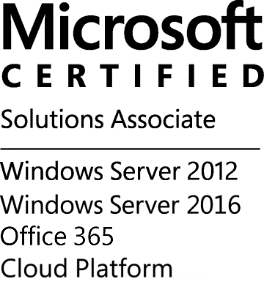 Microsoft
CERTIFIED
Solutions Associate
Windows Server 2012
Windows Server 2016
Office 365
Cloud Platform